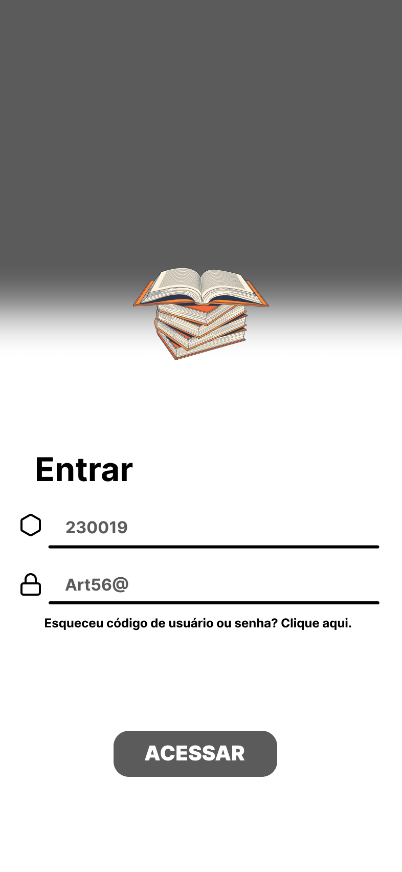 Entrar
230019
Art56@
Esqueceu código de usuário ou senha? Clique aqui.
ACESSAR